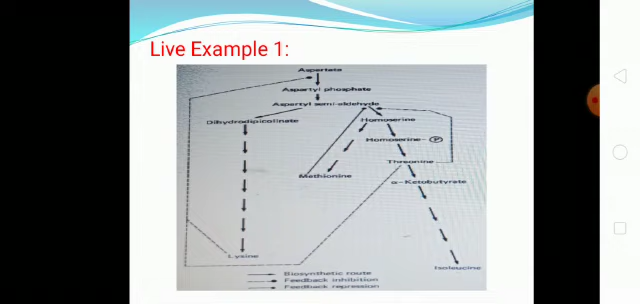 Live Example 1:
Aspartate
Aspartyl phosphate
Aspartyl semi-aldehyde
Dihydrodipicolinate
Homoserine
Homoserine-P
Threonine
Methionine
α-Ketobutyrate
Lysine
Isoleucine
Biosynthetic route
Feedback inhibition
Feedback repression